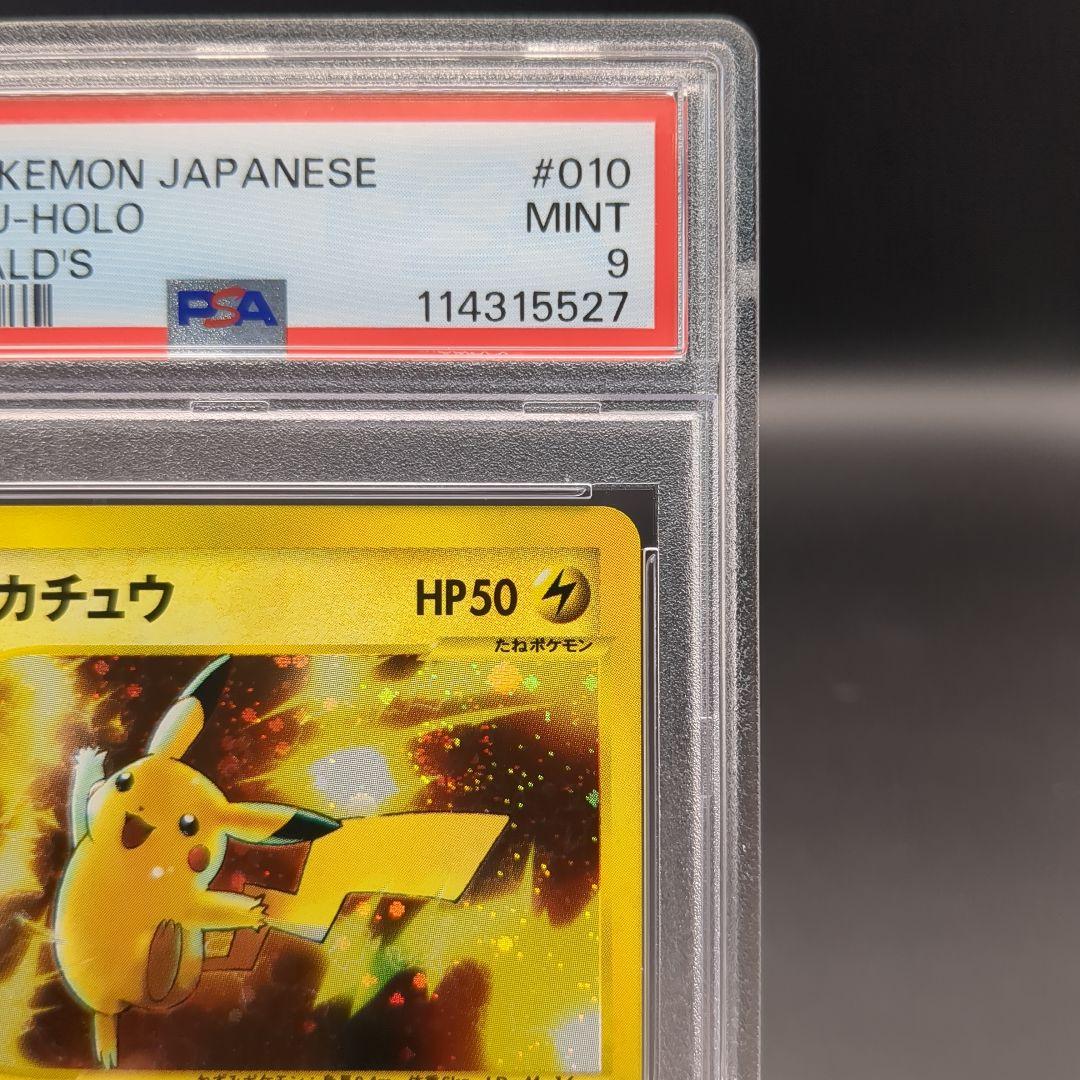 KEMON JAPANESE #010
U-HOLO MINT
ALD'S 9
PSA 114315527
カチュウ HP50
たねポケモン